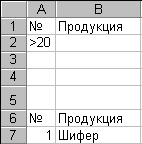 A B
1 № Продукция
2 >20
3
4
5
6 № Продукция
7 1 Шифер